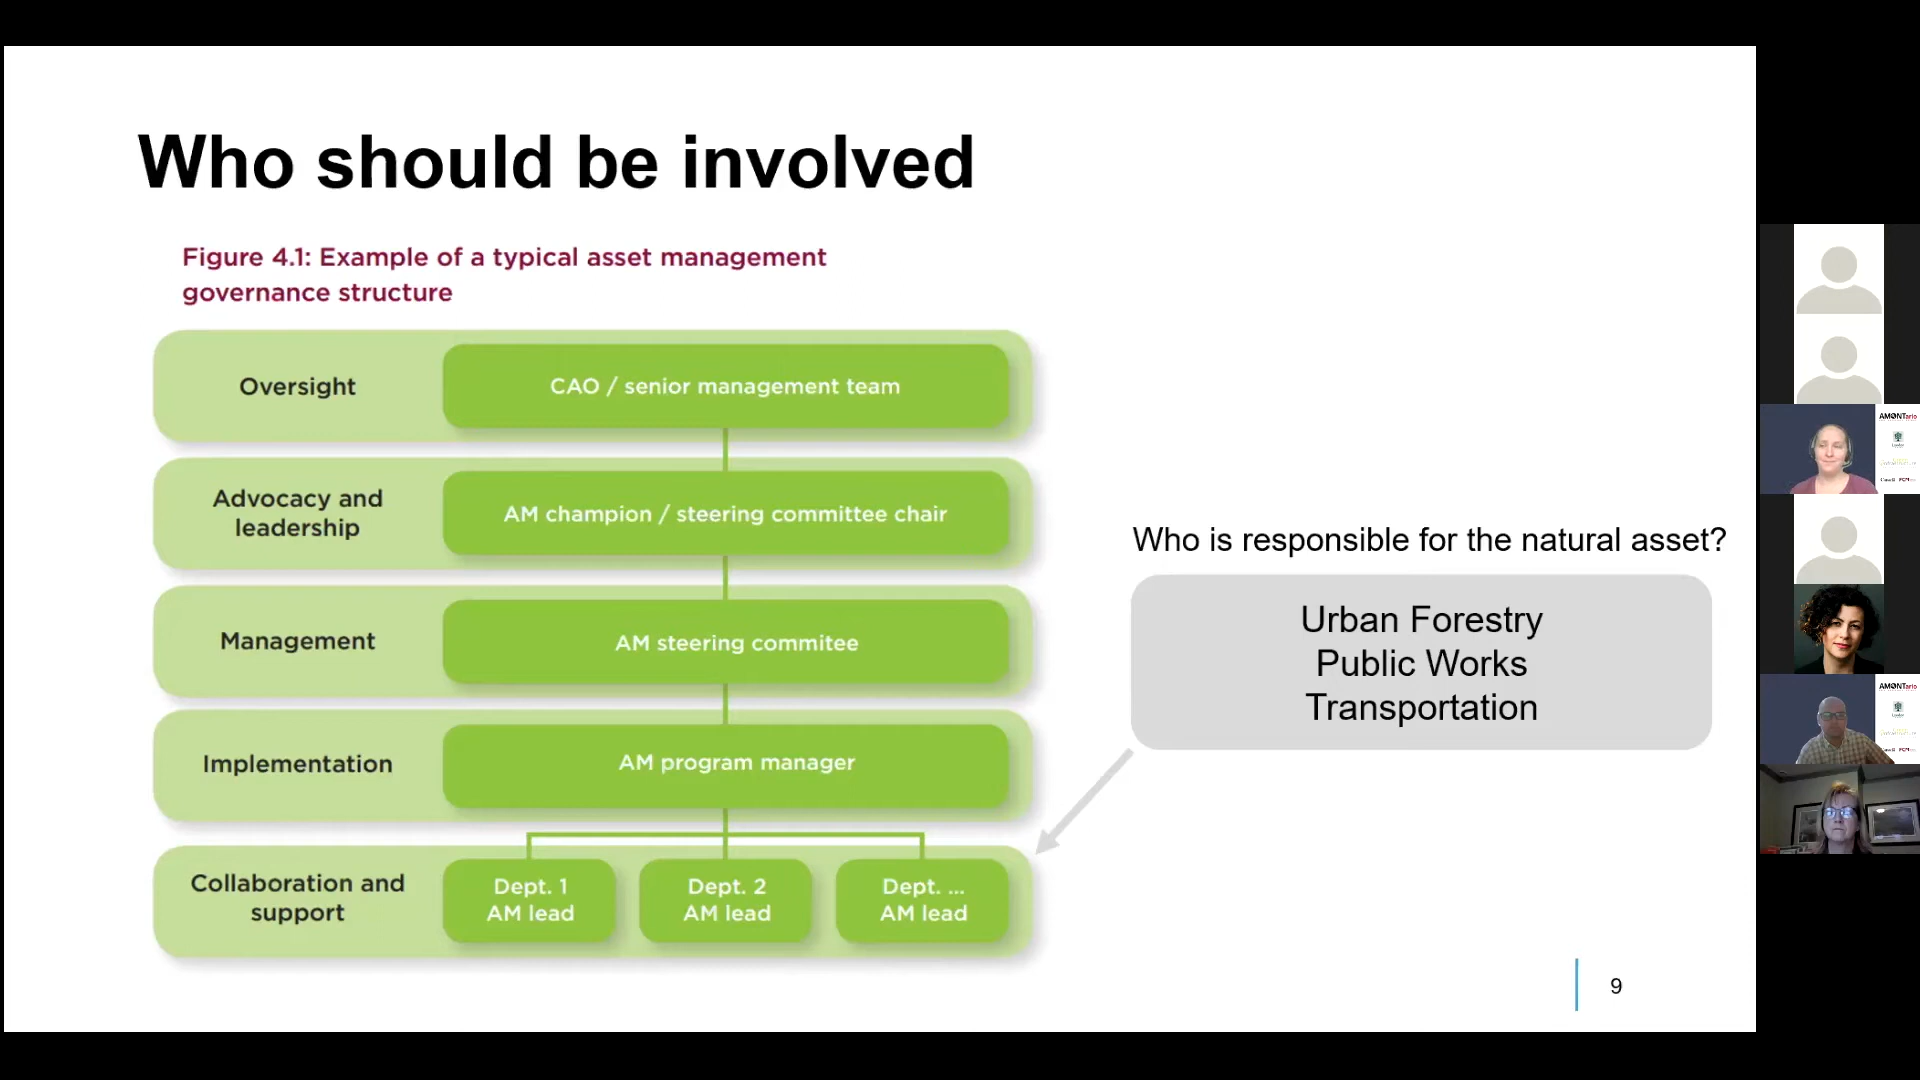 Who should be involved
Figure 4.1: Example of a typical asset management
governance structure
Oversight
CAO / senior management team
Advocacy and
leadership
AM champion / steering committee chair
Management
AM steering commitee
Implementation
AM program manager
Collaboration and
support
Dept. 1
AM lead
Dept. 2
AM lead
Dept. ...
AM lead
Who is responsible for the natural asset?
Urban Forestry
Public Works
Transportation
9
AMONTario
AMONTario